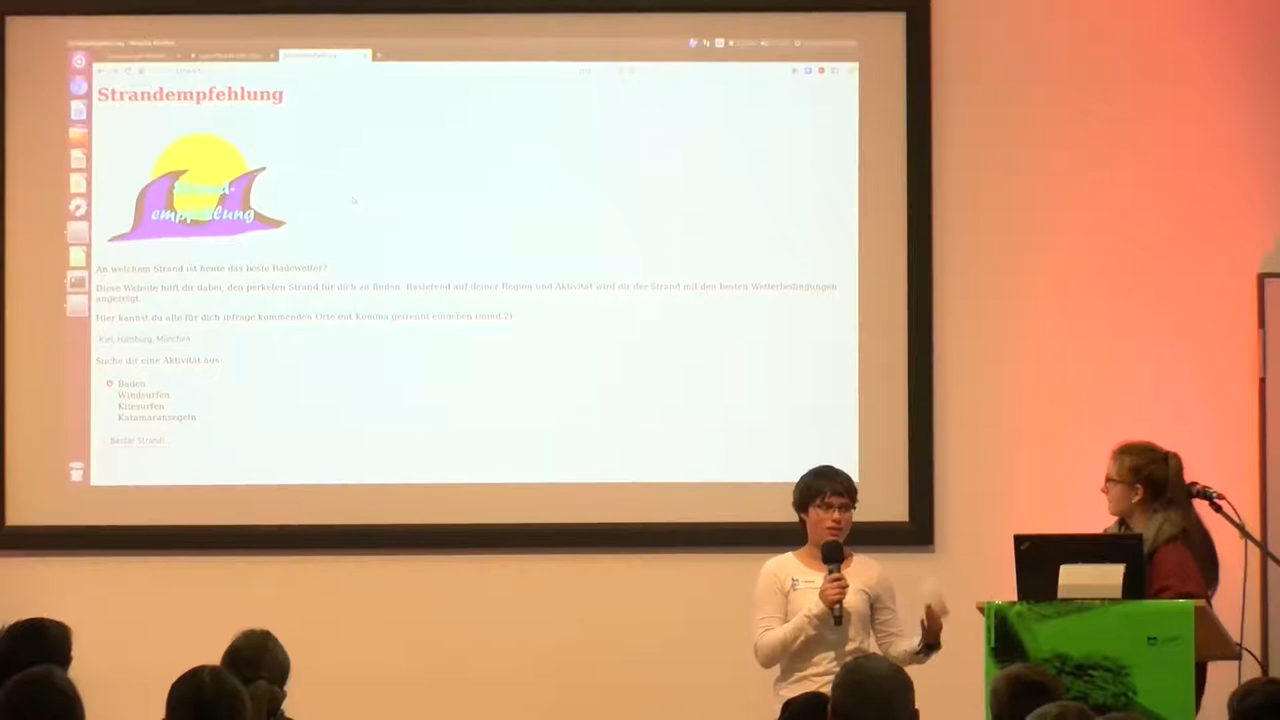 Strandempfehlung
Strand-
empfehlung
An welchem Strand ist heute das beste Badewetter?
Diese Website hilft dir dabei, den perketen Strand für dich zu finden. Basierend auf deiner Region und Aktivität wird dir der Strand mit den besten Wetterbedingungen
angezeigt.
Hier kannst du alle für dich infrage kommenden Orte mit Komma getrennt eingeben (mind.2)
Kiel, Hamburg, München
Suche dir eine Aktivität aus
Baden
Windsurfen
Kitesurfen
Katamaransegeln
Bester Strand!